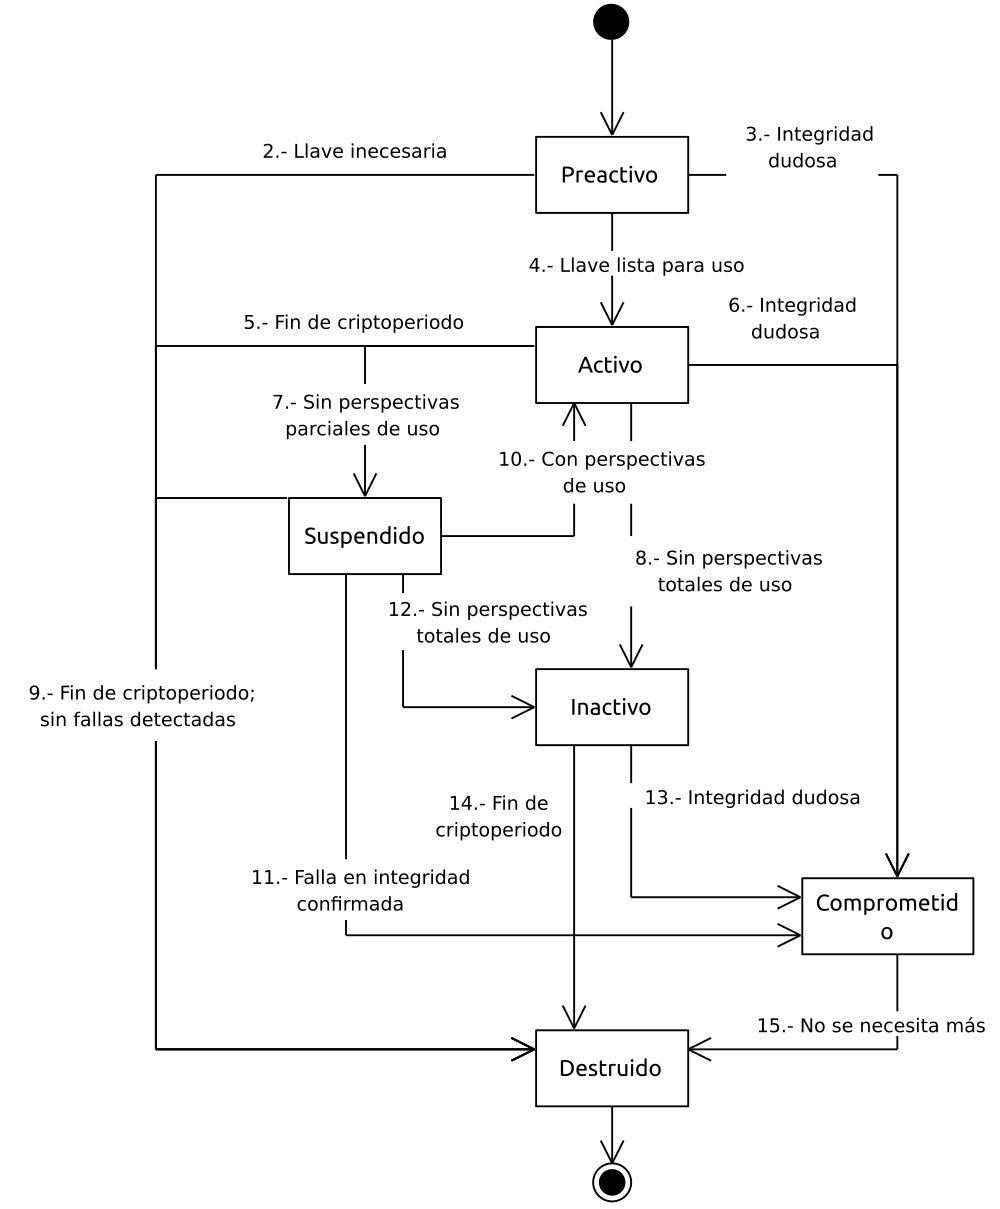 3.- Integridad
dudosa
2.- Llave inecesaria
Preactivo
4.- Llave lista para uso
6.- Integridad
dudosa
5.- Fin de criptoperiodo
Activo
7.- Sin perspectivas
parciales de uso
10.- Con perspectivas
de uso
Suspendido
8.- Sin perspectivas
totales de uso
12.- Sin perspectivas
totales de uso
9.- Fin de criptoperiodo;
sin fallas detectadas
Inactivo
14.- Fin de
criptoperiodo
13.- Integridad dudosa
11.- Falla en integridad
confirmada
Comprometid
o
15.- No se necesita más
Destruido